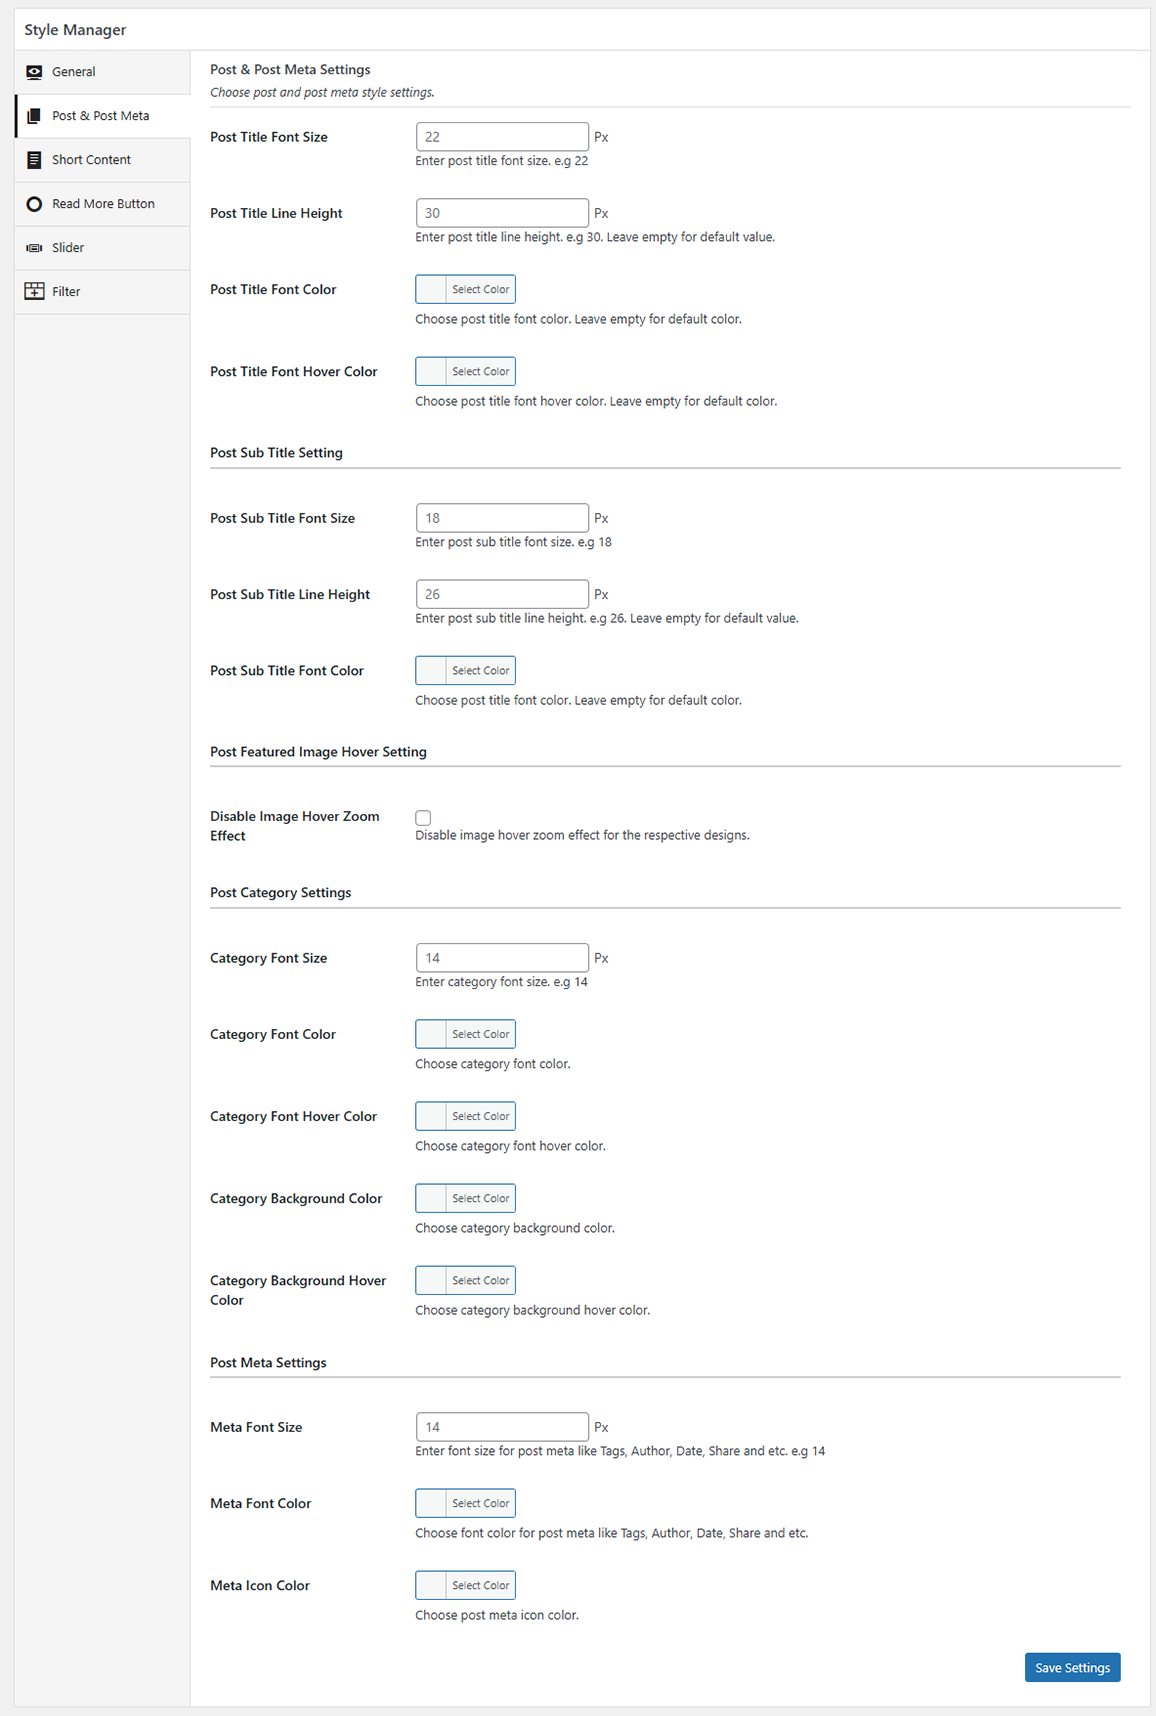 Style Manager
General
Post & Post Meta
Short Content
Read More Button
Slider
Filter
Post & Post Meta Settings
Choose post and post meta style settings.
Post Title Font Size
22 Px
Enter post title font size. e.g 22
Post Title Line Height
30 Px
Enter post title line height. e.g 30. Leave empty for default value.
Post Title Font Color
Select Color
Choose post title font color. Leave empty for default color.
Post Title Font Hover Color
Select Color
Choose post title font hover color. Leave empty for default color.
Post Sub Title Setting
Post Sub Title Font Size
18 Px
Enter post sub title font size. e.g 18
Post Sub Title Line Height
26 Px
Enter post sub title line height. e.g 26. Leave empty for default value.
Post Sub Title Font Color
Select Color
Choose post title font color. Leave empty for default color.
Post Featured Image Hover Setting
Disable Image Hover Zoom
Effect
Disable image hover zoom effect for the respective designs.
Post Category Settings
Category Font Size
14 Px
Enter category font size. e.g 14
Category Font Color
Select Color
Choose category font color.
Category Font Hover Color
Select Color
Choose category font hover color.
Category Background Color
Select Color
Choose category background color.
Category Background Hover
Color
Select Color
Choose category background hover color.
Post Meta Settings
Meta Font Size
14 Px
Enter font size for post meta like Tags, Author, Date, Share and etc. e.g 14
Meta Font Color
Select Color
Choose font color for post meta like Tags, Author, Date, Share and etc.
Meta Icon Color
Select Color
Choose post meta icon color.
Save Settings